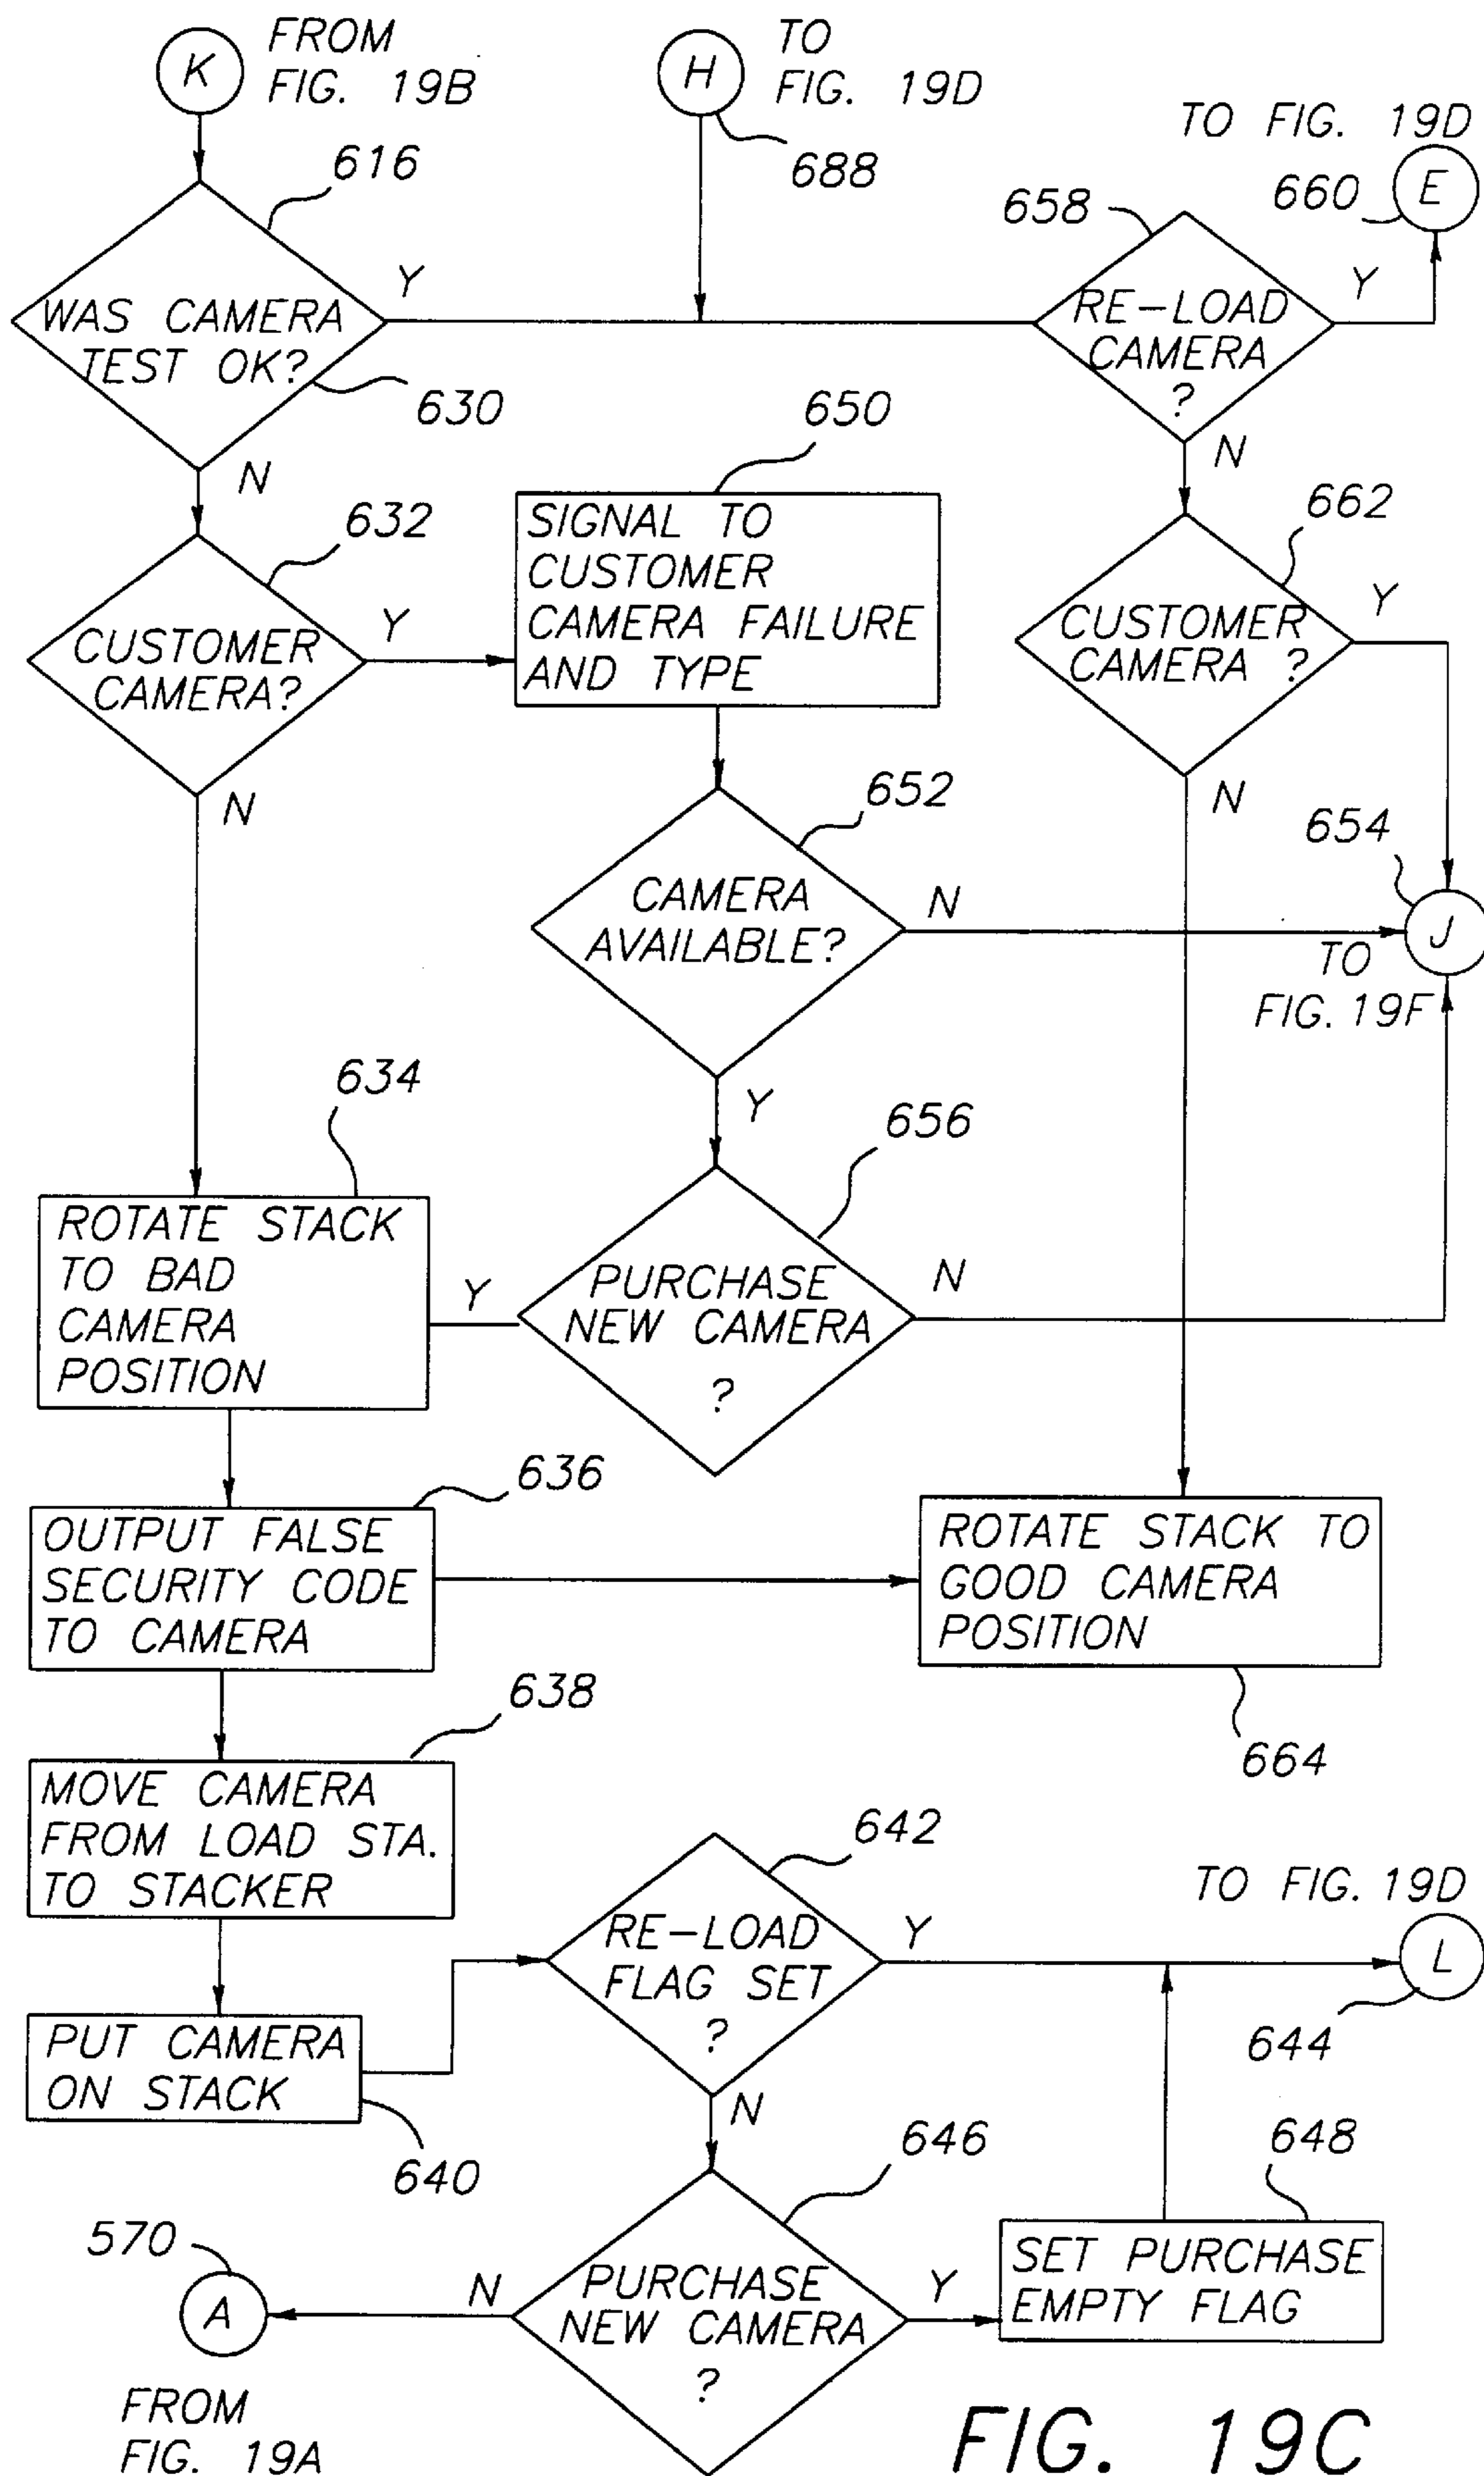 K
FROM
FIG. 19B
H
TO
FIG. 19D
688
TO FIG. 19D
660
E
616
WAS CAMERA
TEST OK?
630
Y
N
658
RE-LOAD
CAMERA
?
Y
N
632
CUSTOMER
CAMERA?
Y
N
650
SIGNAL TO
CUSTOMER
CAMERA FAILURE
AND TYPE
662
CUSTOMER
CAMERA ?
Y
N
652
CAMERA
AVAILABLE?
N
Y
654
J
TO
FIG. 19F
634
ROTATE STACK
TO BAD
CAMERA
POSITION
656
PURCHASE
NEW CAMERA
?
Y
N
636
OUTPUT FALSE
SECURITY CODE
TO CAMERA
ROTATE STACK TO
GOOD CAMERA
POSITION
664
638
MOVE CAMERA
FROM LOAD STA.
TO STACKER
642
RE-LOAD
FLAG SET
?
Y
N
TO FIG. 19D
L
644
PUT CAMERA
ON STACK
640
646
PURCHASE
NEW CAMERA
?
N
Y
648
SET PURCHASE
EMPTY FLAG
570
A
FROM
FIG. 19A
FIG. 19C